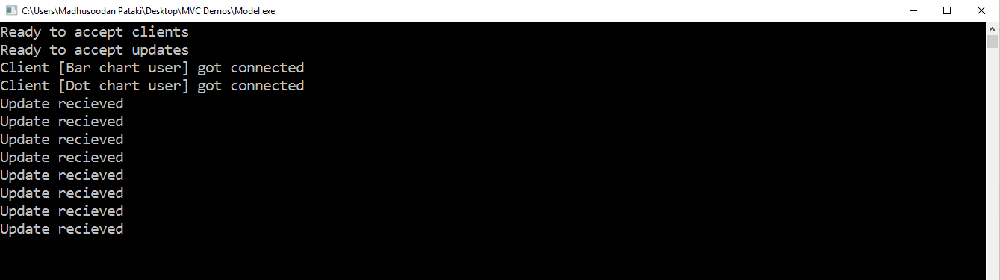 C:\Users\Madhusoodan Pataki\Desktop\MVC Demos\Model.exe
Ready to accept clients
Ready to accept updates
Client [Bar chart user] got connected
Client [Dot chart user] got connected
Update recieved
Update recieved
Update recieved
Update recieved
Update recieved
Update recieved
Update recieved
Update recieved